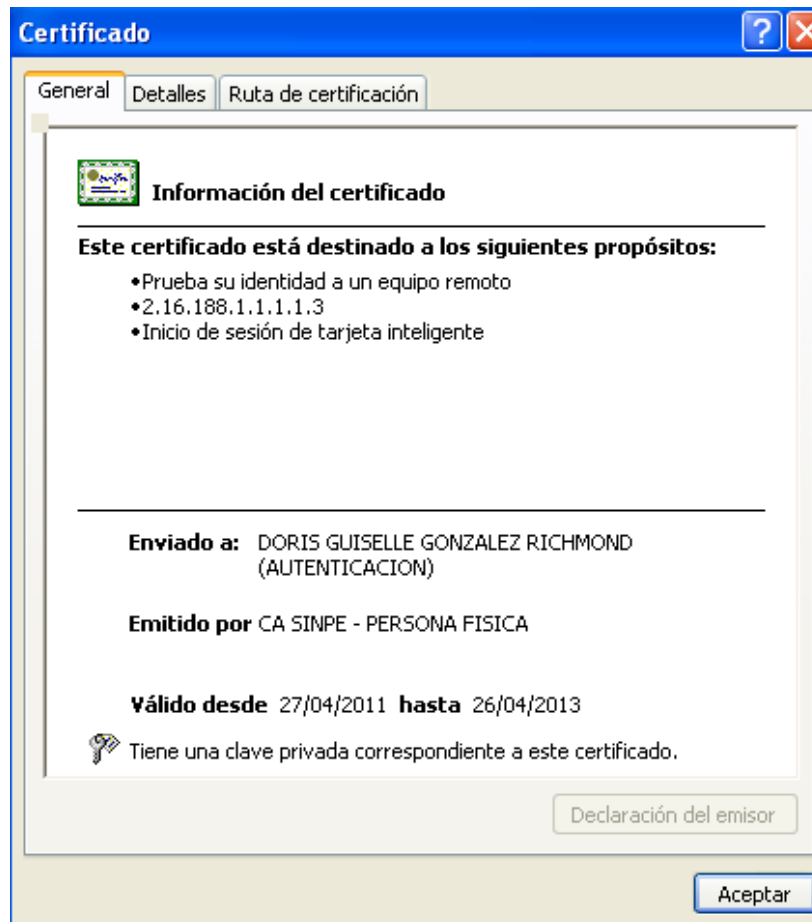 Certificado
General Detalles Ruta de certificación
Información del certificado
Este certificado está destinado a los siguientes propósitos:
•Prueba su identidad a un equipo remoto
•2.16.188.1.1.1.1.3
•Inicio de sesión de tarjeta inteligente
Enviado a: DORIS GUISELLE GONZALEZ RICHMOND
(AUTENTICACION)
Emitido por CA SINPE - PERSONA FISICA
Válido desde 27/04/2011 hasta 26/04/2013
Tiene una clave privada correspondiente a este certificado.
Declaración del emisor
Aceptar